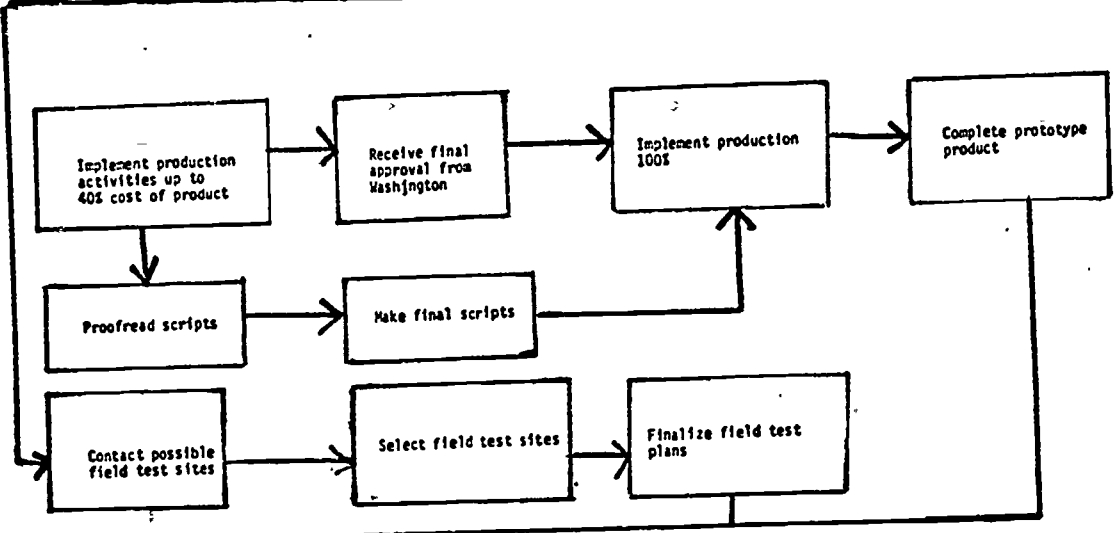 Implement production
activities up to
40% cost of product
Receive final
approval from
Washington
Implement production
100%
Complete prototype
product
Proofread scripts
Make final scripts
Contact possible
field test sites
Select field test sites
Finalize field test
plans